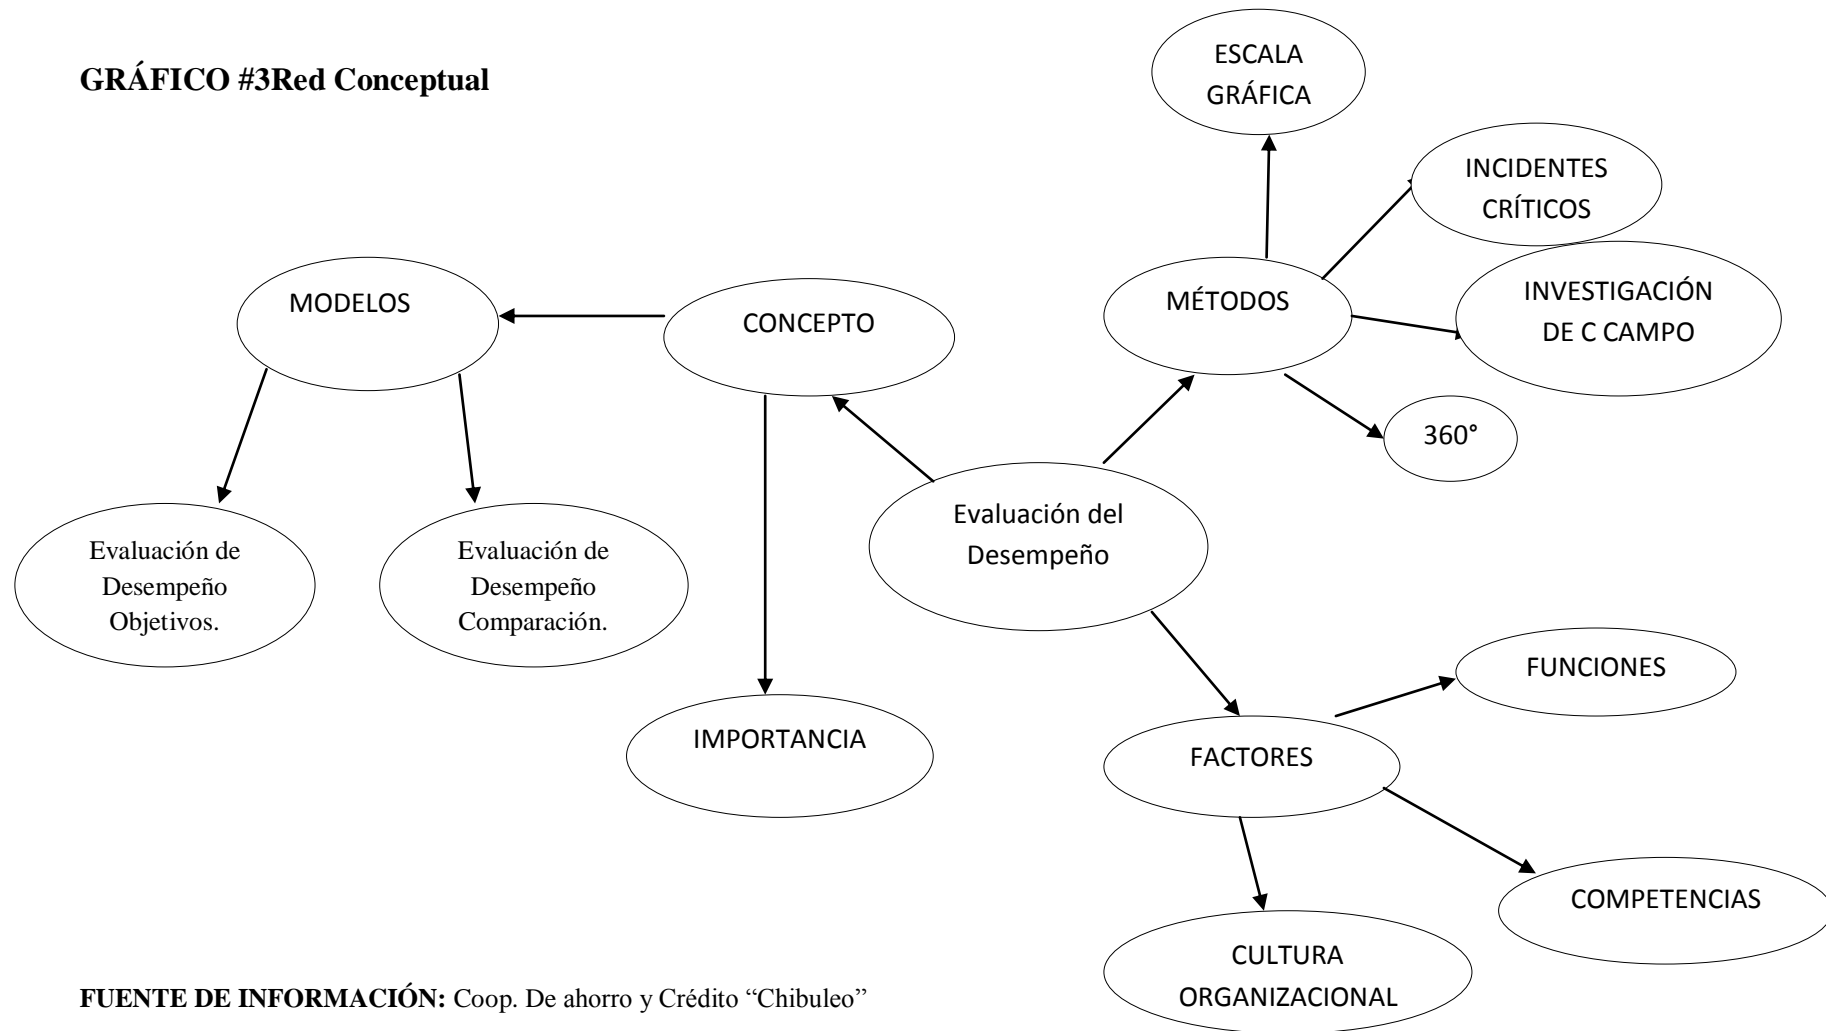 GRÁFICO #3Red Conceptual
ESCALA
GRÁFICA
INCIDENTES
CRÍTICOS
MODELOS
CONCEPTO
MÉTODOS
INVESTIGACIÓN
DE C CAMPO
360°
Evaluación del
Desempeño
Evaluación de
Desempeño
Objetivos.
Evaluación de
Desempeño
Comparación.
IMPORTANCIA
FUNCIONES
FACTORES
COMPETENCIAS
CULTURA
ORGANIZACIONAL
FUENTE DE INFORMACIÓN: Coop. De ahorro y Crédito “Chibuleo”